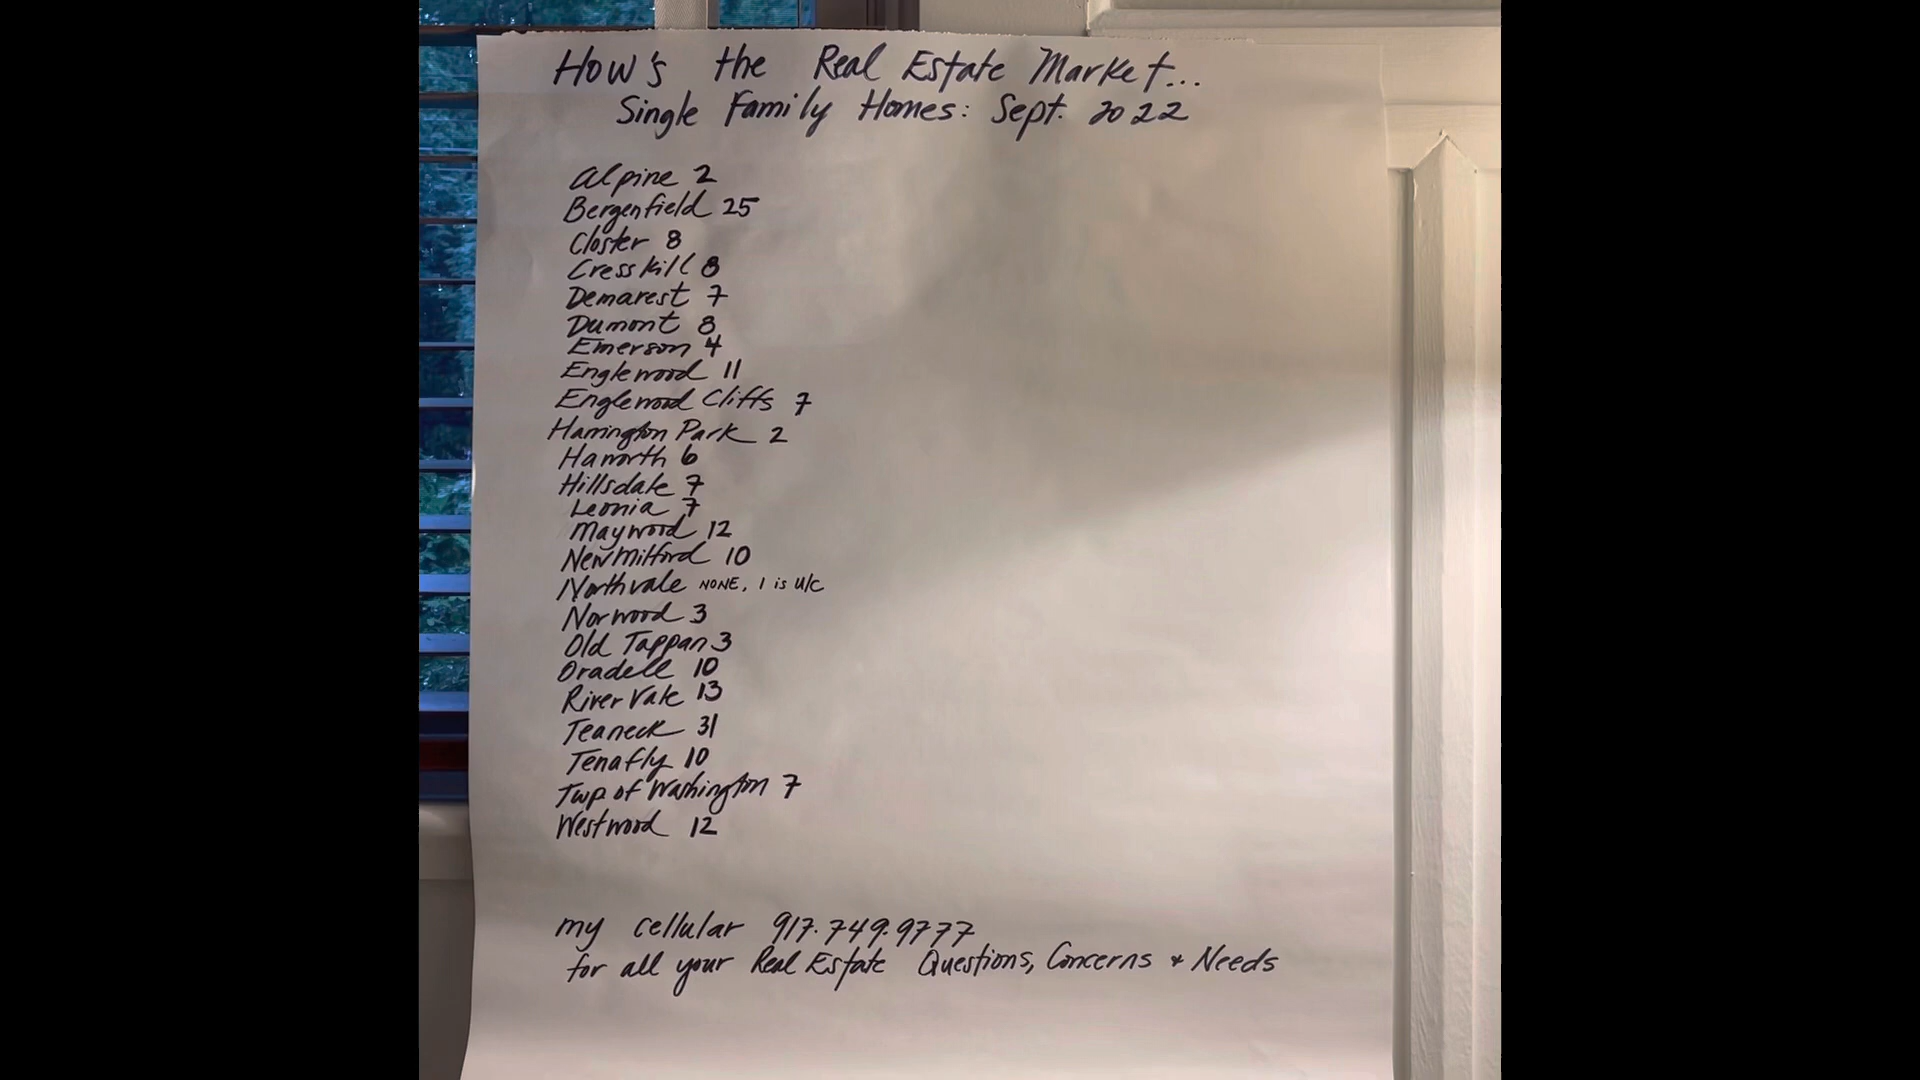 How's the Real Estate Market...
Single Family Homes: Sept. 2022
Alpine 2
Bergenfield 25
Closter 8
Cresskill 8
Demarest 7
Dumont 8
Emerson 4
Englewood 11
Englewood Cliffs 7
Harrington Park 2
Haworth 6
Hillsdale 7
Leonia 7
Maywood 12
New Milford 10
Northvale NONE, 1 is u/c
Norwood 3
Old Tappan 3
Oradell 10
River Vale 13
Teaneck 31
Tenafly 10
Twp of Washington 7
Westwood 12
my cellular 917.749.9777
for all your Real Estate Questions, Concerns + Needs